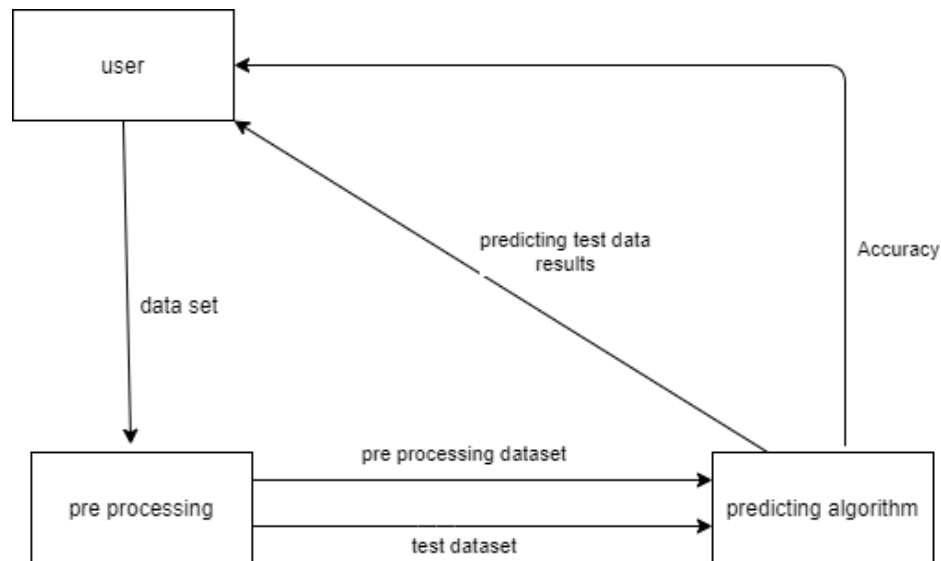 user
predicting test data
results
Accuracy
data set
pre processing dataset
pre processing
predicting algorithm
test dataset